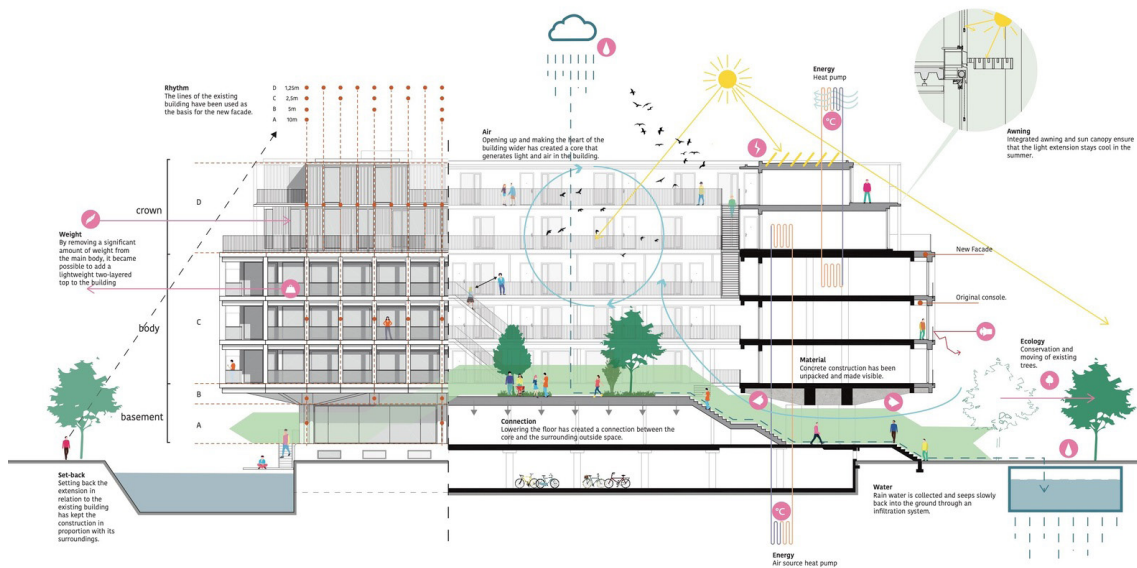 Rhythm
The lines of the existing
building have been used as
the basis for the new facade.
D 1,25m
C 2,5m
B 5m
A 10m
Energy
Heat pump
°C
Awning
Integrated awning and sun canopy ensure
that the light extension stays cool in the
summer.
Air
Opening up and making the heart of the
building wider has created a core that
generates light and air in the building.
crown
D
Weight
By removing a significant
amount of weight from
the main body, it became
possible to add a
lightweight two-layered
top to the building
New Facade
Original console.
body
C
Ecology
Conservation and
moving of existing
trees.
Material
Concrete construction has been
unpacked and made visible.
B
basement
A
Connection
Lowering the floor has created a connection between the
core and the surrounding outside space.
Set-back
Setting back the
extension in
relation to the
existing building
has kept the
construction in
proportion with its
surroundings.
Water
Rain water is collected and seeps slowly
back into the ground through an
infiltration system.
°C
Energy
Air source heat pump